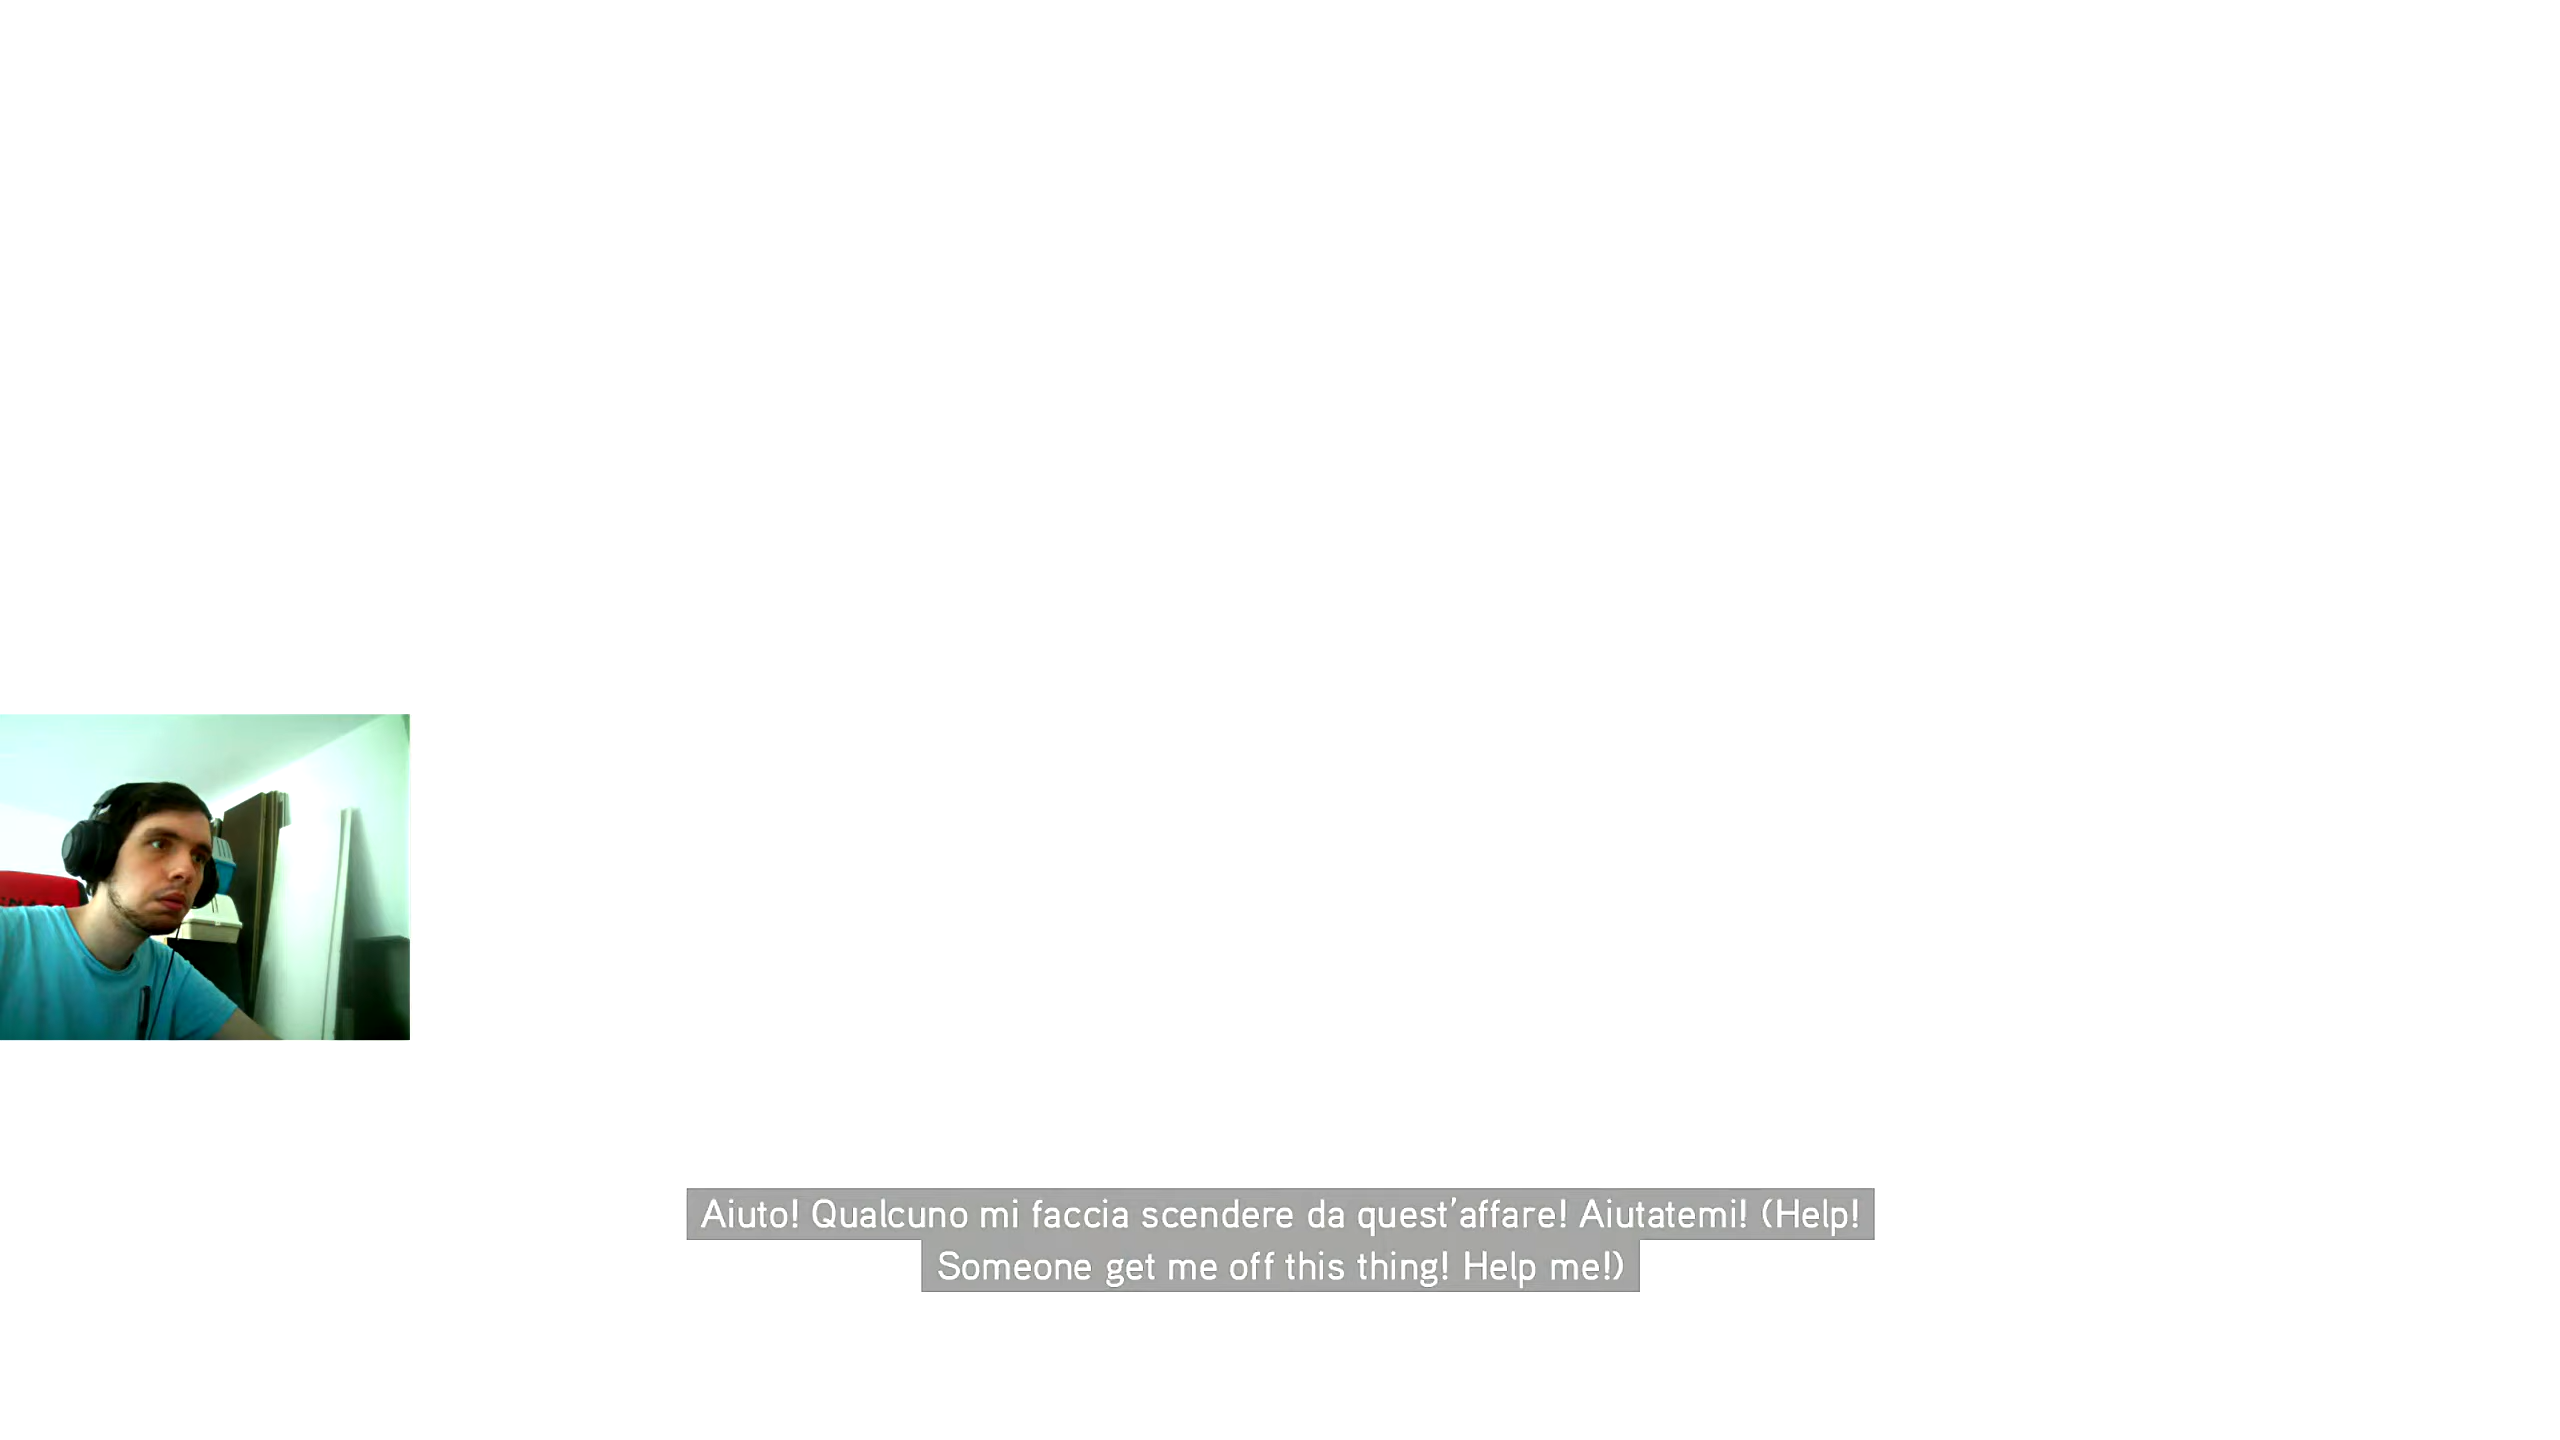 Aiuto! Qualcuno mi faccia scendere da quest'affare! Aiutatemi! (Help!
Someone get me off this thing! Help me!)